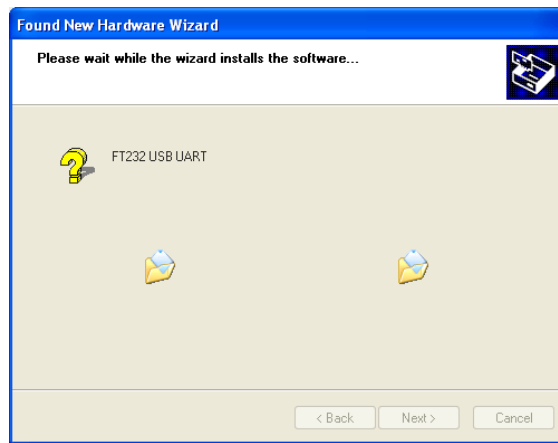 Found New Hardware Wizard
Please wait while the wizard installs the software...
FT232 USB UART
< Back Next > Cancel